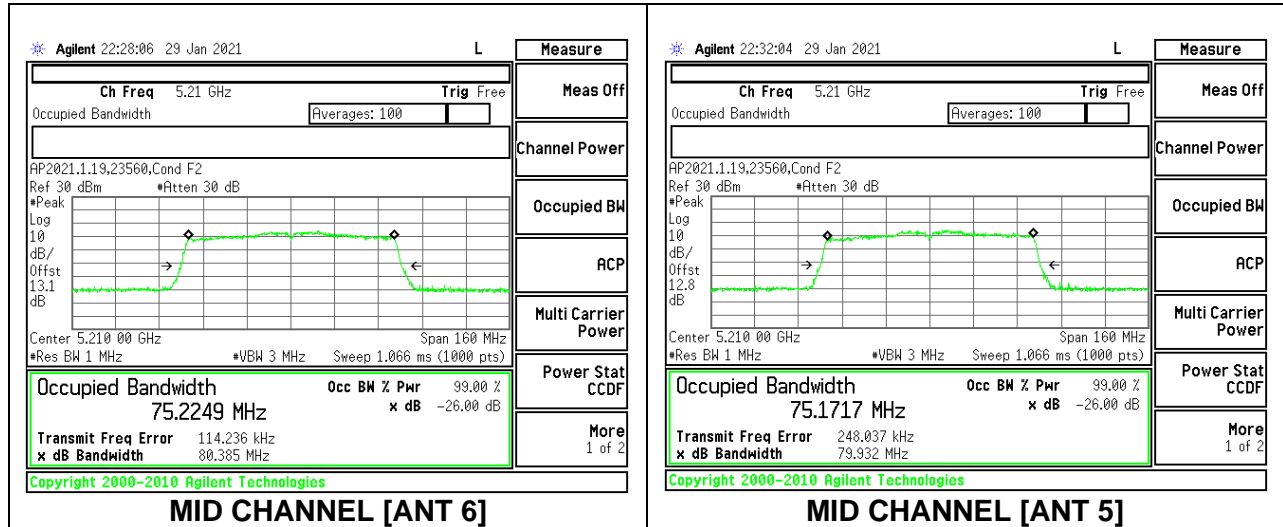 Agilent 22:28:06 29 Jan 2021 L
Measure
Ch Freq 5.21 GHz Trig Free
Meas Off
Occupied Bandwidth Averages: 100
Channel Power
AP2021.1.19,23560,Cond F2
Ref 30 dBm #Atten 30 dB
#Peak
Log
10
dB/
Offst
13.1
dB
Occupied BW
ACP
Multi Carrier
Power
Center 5.210 00 GHz Span 160 MHz
#Res BW 1 MHz #VBW 3 MHz Sweep 1.066 ms (1000 pts)
Power Stat
CCDF
Occupied Bandwidth Occ BW % Pwr 99.00 %
75.2249 MHz x dB -26.00 dB
Transmit Freq Error 114.236 kHz
x dB Bandwidth 80.385 MHz
More
1 of 2
Copyright 2000-2010 Agilent Technologies
MID CHANNEL [ANT 6]
Agilent 22:32:04 29 Jan 2021 L
Measure
Ch Freq 5.21 GHz Trig Free
Meas Off
Occupied Bandwidth Averages: 100
Channel Power
AP2021.1.19,23560,Cond F2
Ref 30 dBm #Atten 30 dB
#Peak
Log
10
dB/
Offst
12.8
dB
Occupied BW
ACP
Multi Carrier
Power
Center 5.210 00 GHz Span 160 MHz
#Res BW 1 MHz #VBW 3 MHz Sweep 1.066 ms (1000 pts)
Power Stat
CCDF
Occupied Bandwidth Occ BW % Pwr 99.00 %
75.1717 MHz x dB -26.00 dB
Transmit Freq Error 248.037 kHz
x dB Bandwidth 79.932 MHz
More
1 of 2
Copyright 2000-2010 Agilent Technologies
MID CHANNEL [ANT 5]